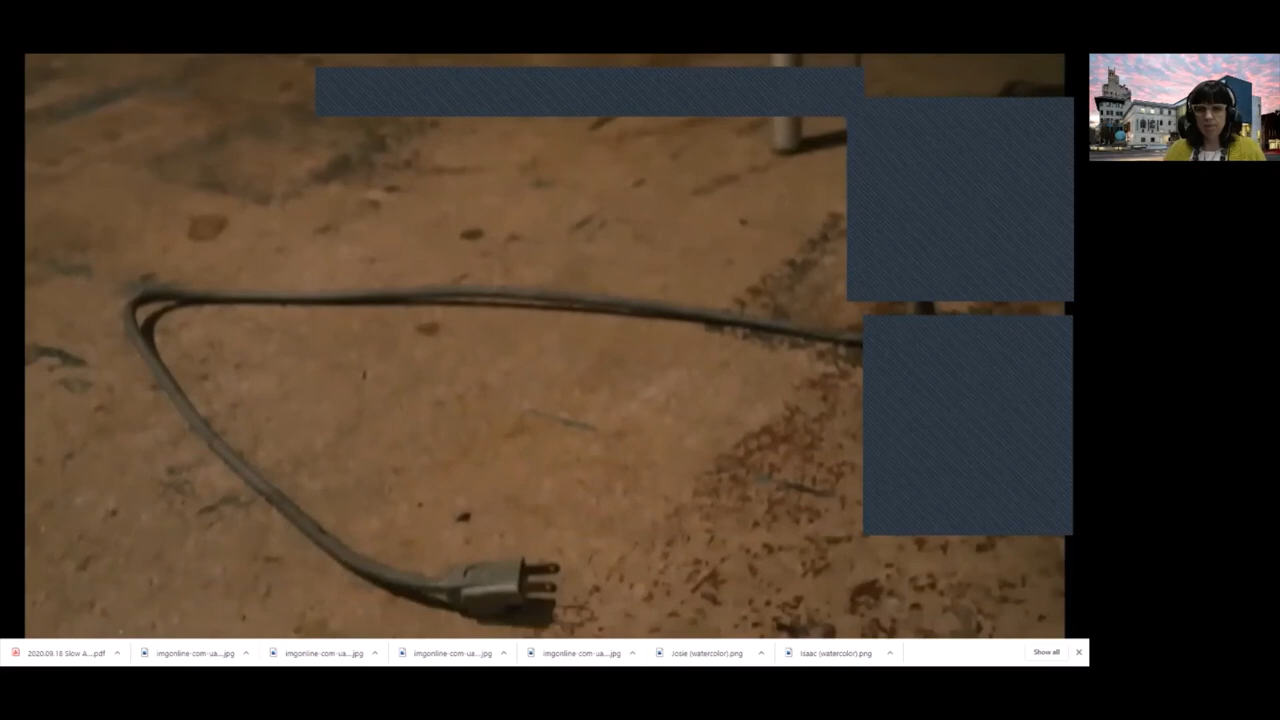 2020.09.18 Slow A....pdf
imgonline-com-ua....jpg
imgonline-com-ua....jpg
imgonline-com-ua....jpg
imgonline-com-ua....jpg
Josie (watercolor).png
Isaac (watercolor).png
Show all